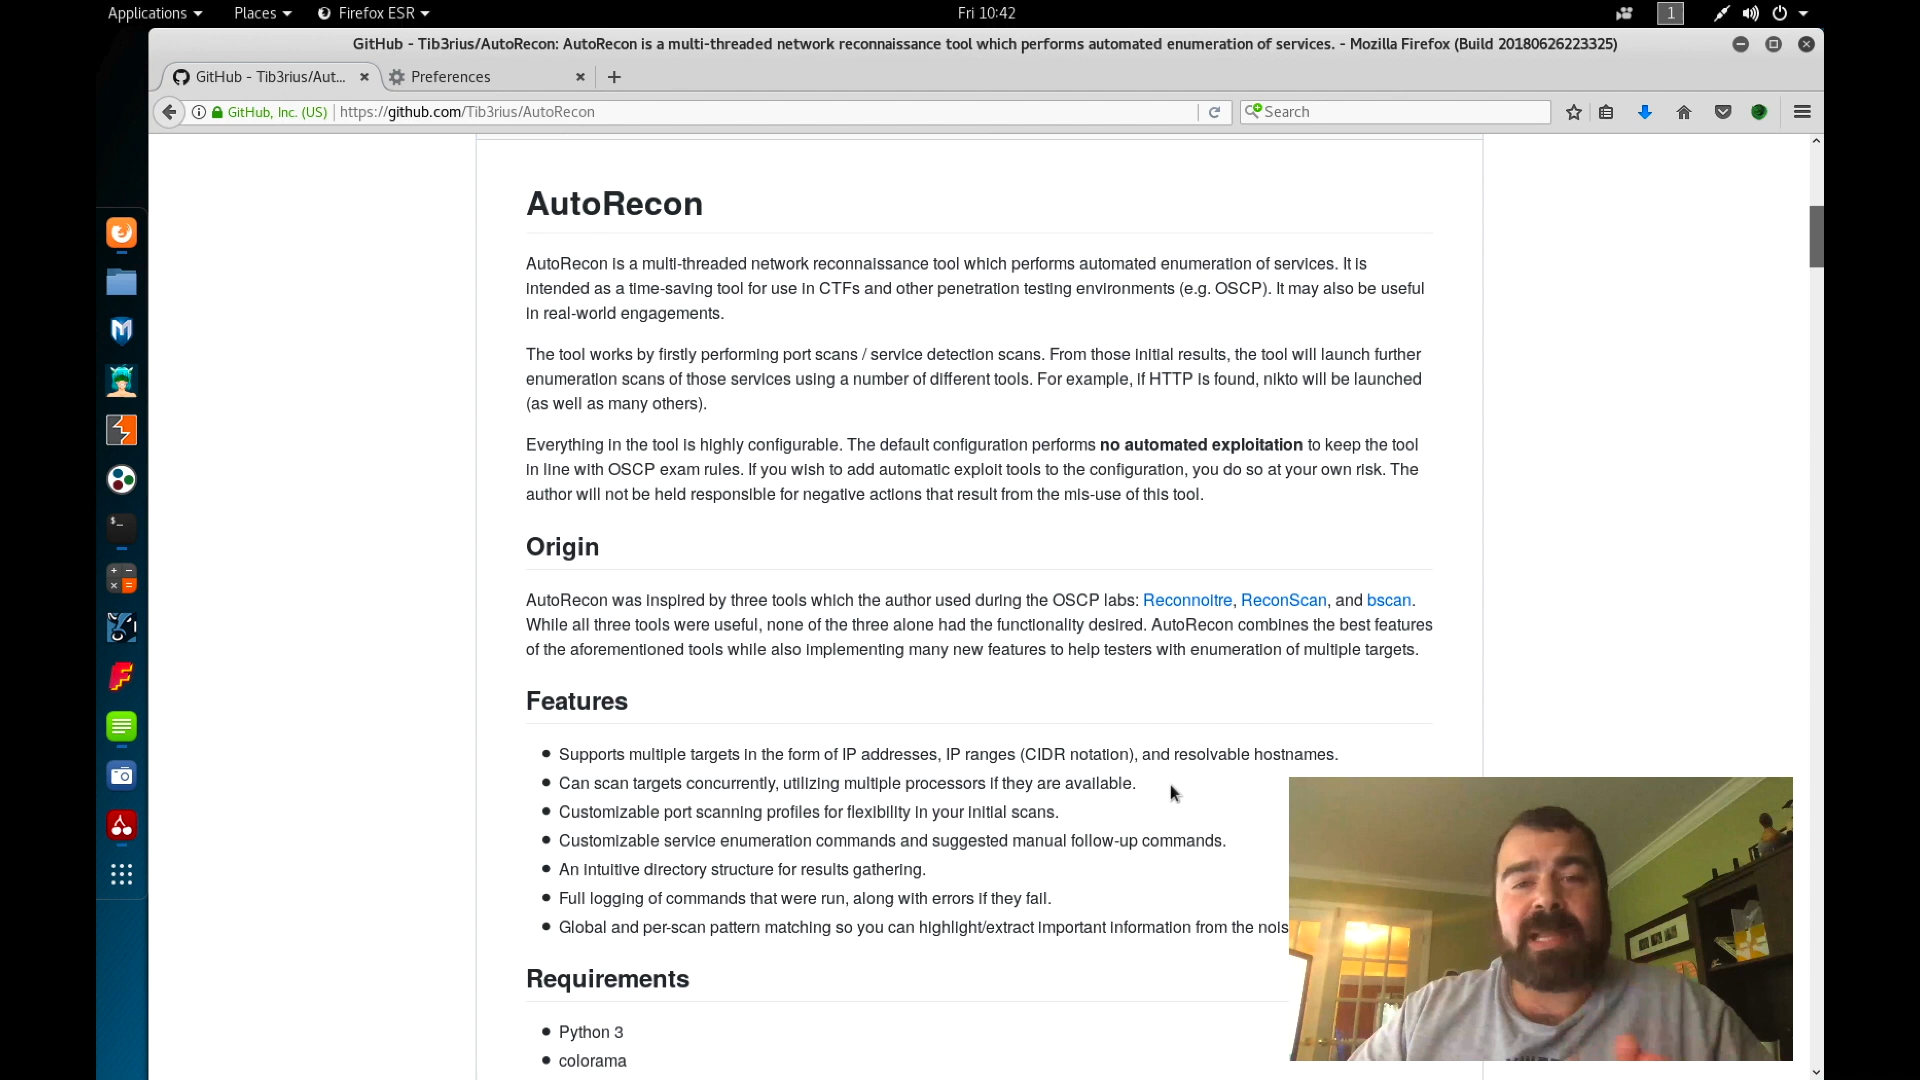 Applications
Places
Firefox ESR
Fri 10:42
1
GitHub - Tib3rius/AutoRecon: AutoRecon is a multi-threaded network reconnaissance tool which performs automated enumeration of services. - Mozilla Firefox (Build 20180626223325)
GitHub - Tib3rius/Aut...
Preferences
GitHub, Inc. (US)
https://github.com/Tib3rius/AutoRecon
Search
AutoRecon
AutoRecon is a multi-threaded network reconnaissance tool which performs automated enumeration of services. It is
intended as a time-saving tool for use in CTFs and other penetration testing environments (e.g. OSCP). It may also be useful
in real-world engagements.
The tool works by firstly performing port scans / service detection scans. From those initial results, the tool will launch further
enumeration scans of those services using a number of different tools. For example, if HTTP is found, nikto will be launched
(as well as many others).
Everything in the tool is highly configurable. The default configuration performs no automated exploitation to keep the tool
in line with OSCP exam rules. If you wish to add automatic exploit tools to the configuration, you do so at your own risk. The
author will not be held responsible for negative actions that result from the mis-use of this tool.
Origin
AutoRecon was inspired by three tools which the author used during the OSCP labs: Reconnoitre, ReconScan, and bscan.
While all three tools were useful, none of the three alone had the functionality desired. AutoRecon combines the best features
of the aforementioned tools while also implementing many new features to help testers with enumeration of multiple targets.
Features
Supports multiple targets in the form of IP addresses, IP ranges (CIDR notation), and resolvable hostnames.
Can scan targets concurrently, utilizing multiple processors if they are available.
Customizable port scanning profiles for flexibility in your initial scans.
Customizable service enumeration commands and suggested manual follow-up commands.
An intuitive directory structure for results gathering.
Full logging of commands that were run, along with errors if they fail.
Global and per-scan pattern matching so you can highlight/extract important information from the nois
Requirements
Python 3
colorama